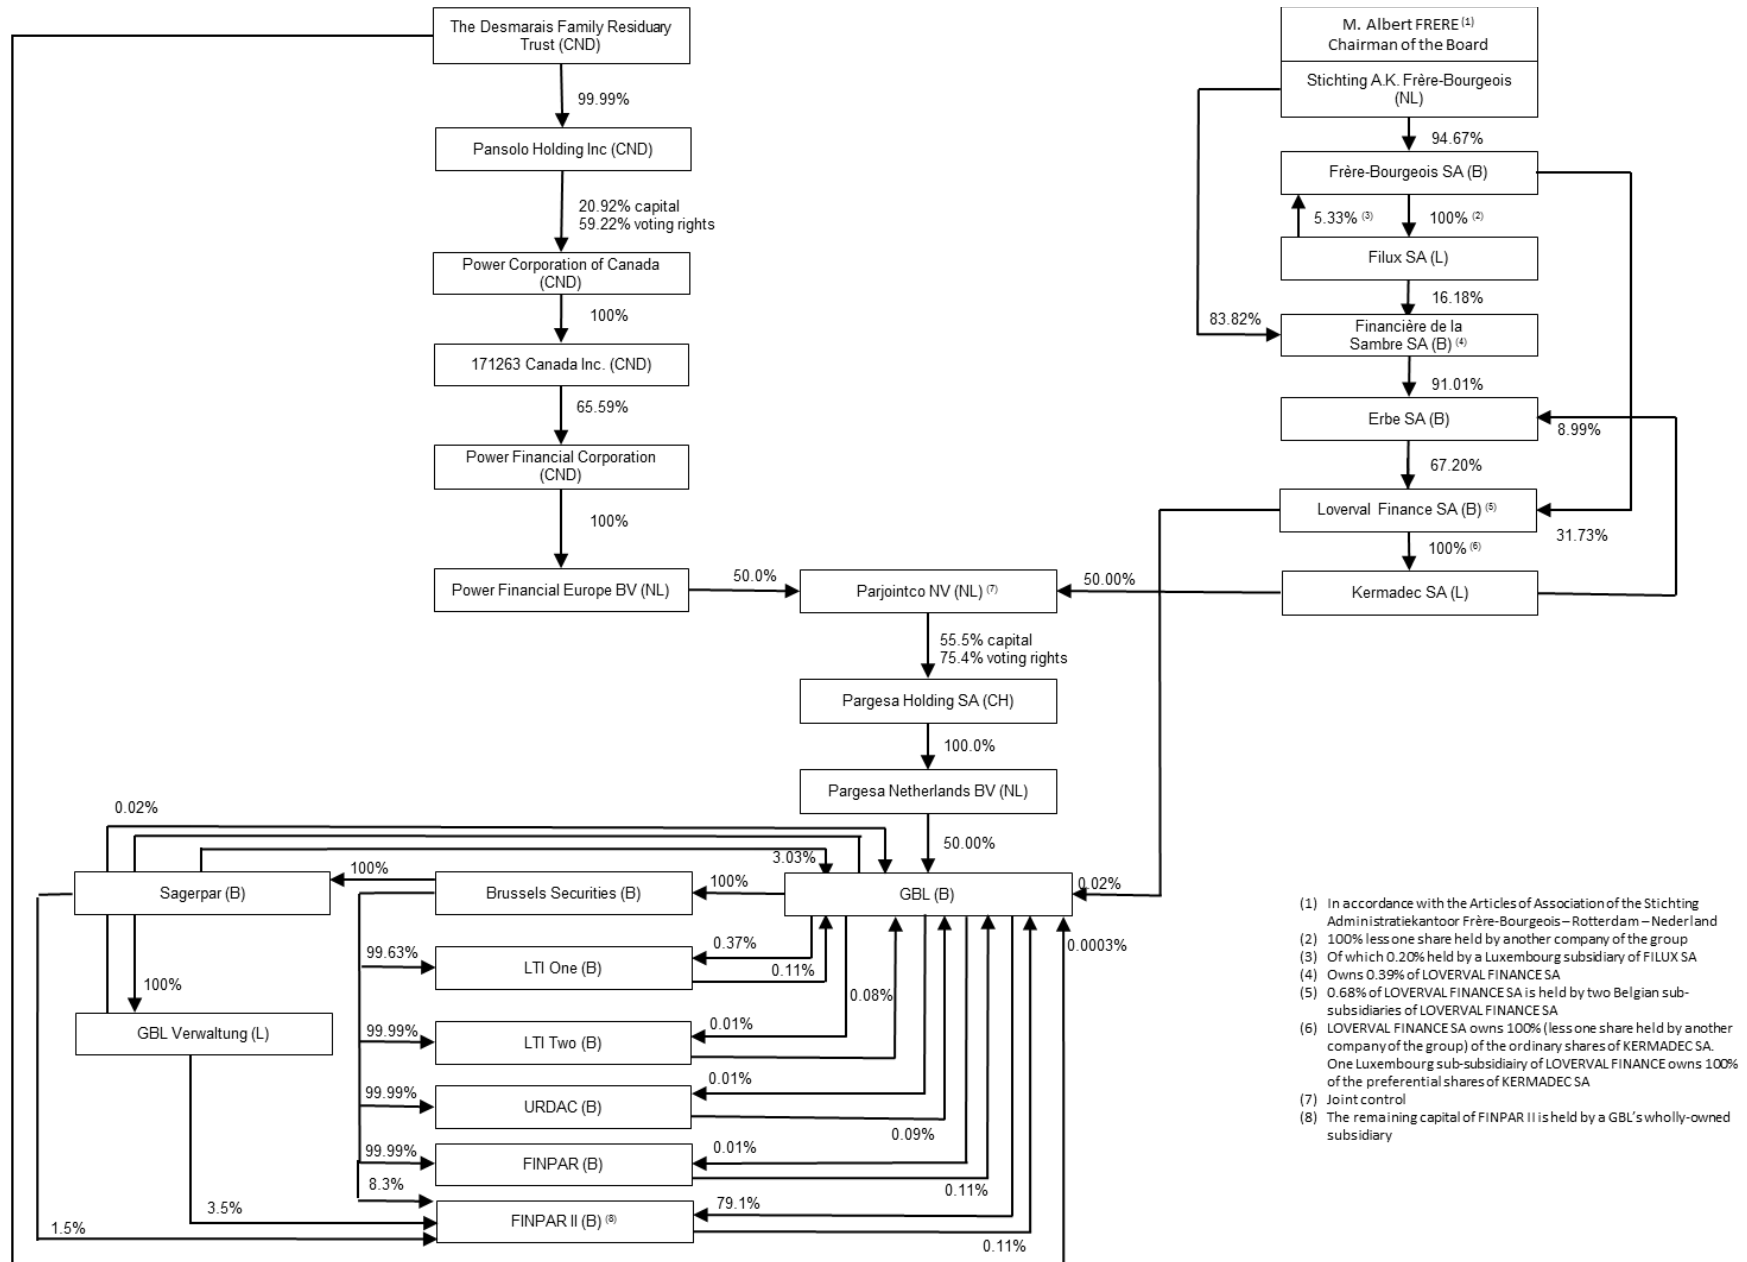 The Desmarais Family Residuary
Trust (CND)
99.99%
Pansolo Holding Inc (CND)
20.92% capital
59.22% voting rights
Power Corporation of Canada
(CND)
100%
171263 Canada Inc. (CND)
65.59%
Power Financial Corporation
(CND)
100%
Power Financial Europe BV (NL)
50.0%
M. Albert FRERE (1)
Chairman of the Board
Stichting A.K. Frère-Bourgeois
(NL)
94.67%
Frère-Bourgeois SA (B)
5.33% (3)
100% (2)
Filux SA (L)
16.18%
83.82%
Financière de la
Sambre SA (B) (4)
91.01%
Erbe SA (B)
8.99%
67.20%
Loverval Finance SA (B) (5)
31.73%
100% (6)
Kermadec SA (L)
50.00%
Parjointco NV (NL) (7)
55.5% capital
75.4% voting rights
Pargesa Holding SA (CH)
100.0%
Pargesa Netherlands BV (NL)
50.00%
0.02%
3.03%
100%
100%
0.02%
Sagerpar (B)
Brussels Securities (B)
GBL (B)
0.0003%
99.63%
LTI One (B)
0.37%
0.11%
100%
GBL Verwaltung (L)
0.08%
99.99%
LTI Two (B)
0.01%
99.99%
URDAC (B)
0.01%
0.09%
99.99%
FINPAR (B)
0.01%
0.11%
8.3%
3.5%
1.5%
FINPAR II (B) (8)
79.1%
0.11%
(1) In accordance with the Articles of Association of the Stichting
Administratiekantoor Frère-Bourgeois – Rotterdam – Nederland
(2) 100% less one share held by another company of the group
(3) Of which 0.20% held by a Luxembourg subsidiary of FILUX SA
(4) Owns 0.39% of LOVERVAL FINANCE SA
(5) 0.68% of LOVERVAL FINANCE SA is held by two Belgian sub-
subsidiaries of LOVERVAL FINANCE SA
(6) LOVERVAL FINANCE SA owns 100% (less one share held by another
company of the group) of the ordinary shares of KERMADEC SA.
One Luxembourg sub-subsidiairy of LOVERVAL FINANCE owns 100%
of the preferential shares of KERMADEC SA
(7) Joint control
(8) The remaining capital of FINPAR II is held by a GBL's wholly-owned
subsidiary